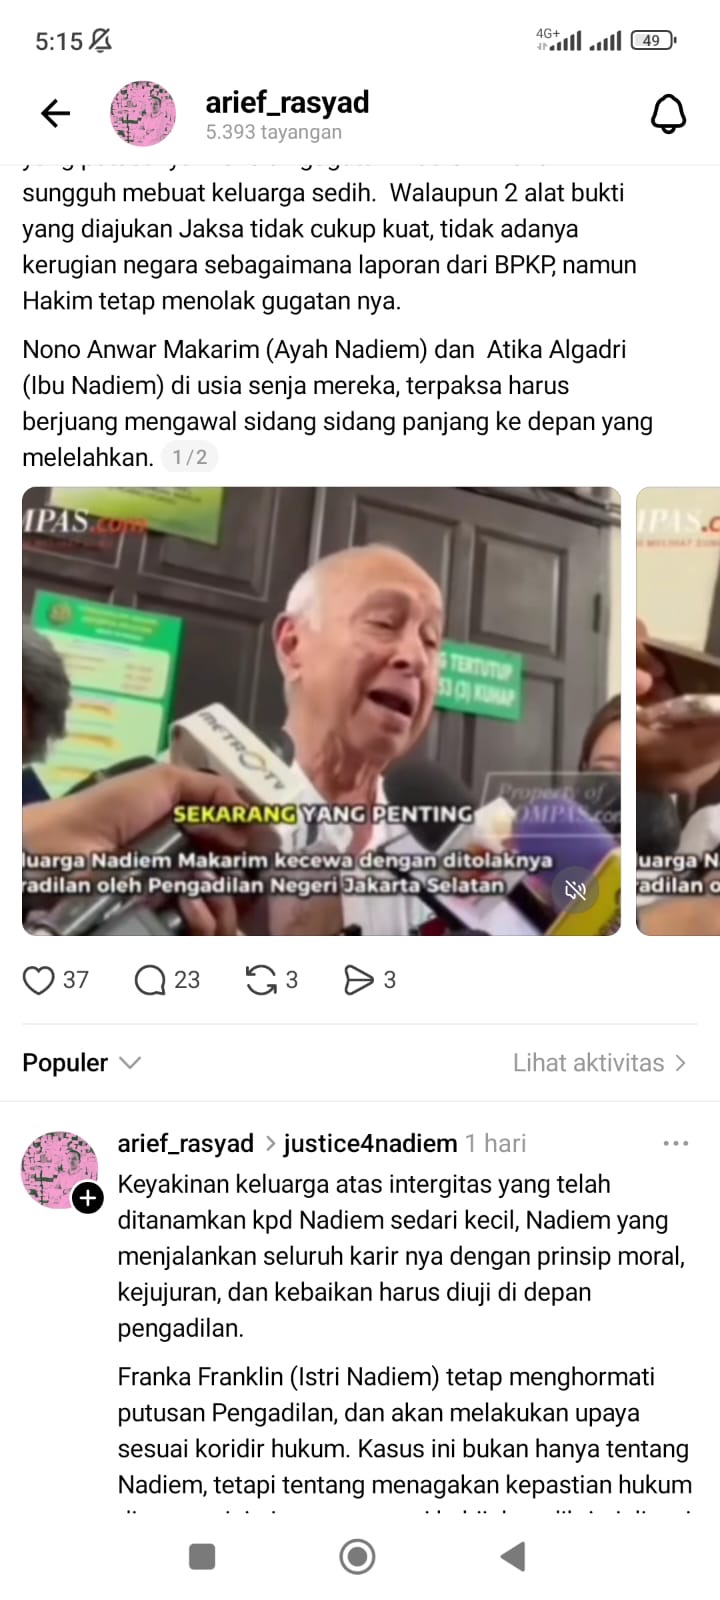 5:15
4G+
49
arief_rasyad
5.393 tayangan
sungguh mebuat keluarga sedih. Walaupun 2 alat bukti
yang diajukan Jaksa tidak cukup kuat, tidak adanya
kerugian negara sebagaimana laporan dari BPKP, namun
Hakim tetap menolak gugatan nya.
Nono Anwar Makarim (Ayah Nadiem) dan Atika Algadri
(Ibu Nadiem) di usia senja mereka, terpaksa harus
berjuang mengawal sidang sidang panjang ke depan yang
melelahkan. 1/2
IPAS.com
IPAS.c
G TERTUTUP
53 (3) KUHAP
METRO TV
Property of
OMPAS.com
SEKARANG YANG PENTING
luarga Nadiem Makarim kecewa dengan ditolaknya
radilan oleh Pengadilan Negeri Jakarta Selatan
uarga N
adilan o
37 23 3 3
Populer
Lihat aktivitas
arief_rasyad > justice4nadiem 1 hari
Keyakinan keluarga atas intergitas yang telah
ditanamkan kpd Nadiem sedari kecil, Nadiem yang
menjalankan seluruh karir nya dengan prinsip moral,
kejujuran, dan kebaikan harus diuji di depan
pengadilan.
Franka Franklin (Istri Nadiem) tetap menghormati
putusan Pengadilan, dan akan melakukan upaya
sesuai koridir hukum. Kasus ini bukan hanya tentang
Nadiem, tetapi tentang menagakan kepastian hukum